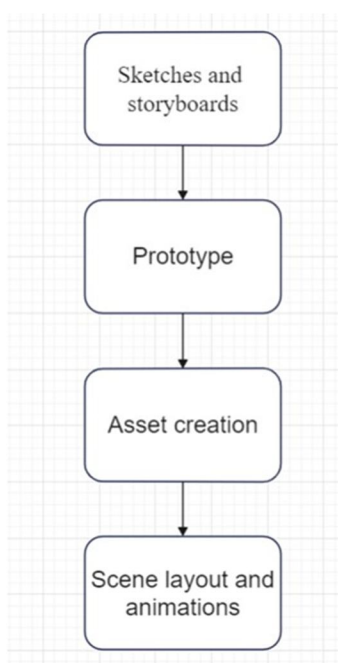 Sketches and
storyboards
Prototype
Asset creation
Scene layout and
animations